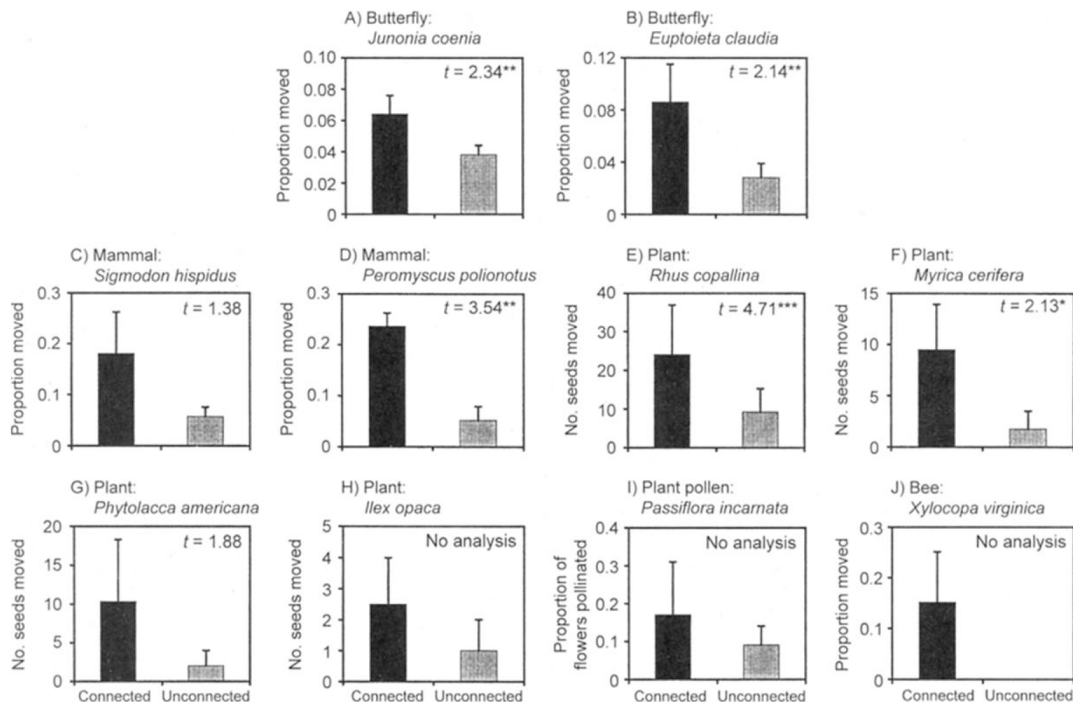 A) Butterfly:
Junonia coenia
t = 2.34**
Proportion moved
0.10
0.08
0.06
0.04
0.02
0
B) Butterfly:
Euptoieta claudia
t = 2.14**
Proportion moved
0.12
0.08
0.04
0
C) Mammal:
Sigmodon hispidus
t = 1.38
Proportion moved
0.3
0.2
0.1
0
D) Mammal:
Peromyscus polionotus
t = 3.54**
Proportion moved
0.3
0.2
0.1
0
E) Plant:
Rhus copallina
t = 4.71***
No. seeds moved
40
30
20
10
0
F) Plant:
Myrica cerifera
t = 2.13*
No. seeds moved
15
10
5
0
G) Plant:
Phytolacca americana
t = 1.88
No. seeds moved
20
15
10
5
0
Connected Unconnected
H) Plant:
Ilex opaca
No analysis
No. seeds moved
5
4
3
2
1
0
Connected Unconnected
I) Plant pollen:
Passiflora incarnata
No analysis
Proportion of
flowers pollinated
0.4
0.3
0.2
0.1
0
Connected Unconnected
J) Bee:
Xylocopa virginica
No analysis
Proportion moved
0.3
0.2
0.1
0
Connected Unconnected